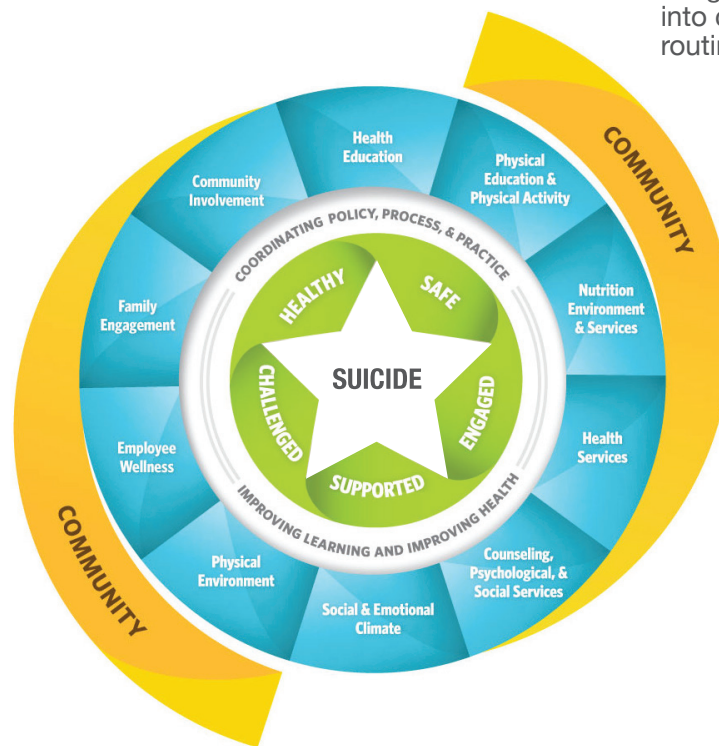 into
routin
COMMUNITY
Health
Education
Physical
Education &
Physical Activity
Nutrition
Environment
& Services
Health
Services
Counseling,
Psychological, &
Social Services
Social & Emotional
Climate
Physical
Environment
Employee
Wellness
Family
Engagement
Community
Involvement
COORDINATING POLICY, PROCESS, & PRACTICE
IMPROVING LEARNING AND IMPROVING HEALTH
HEALTHY
SAFE
ENGAGED
SUPPORTED
CHALLENGED
SUICIDE
COMMUNITY